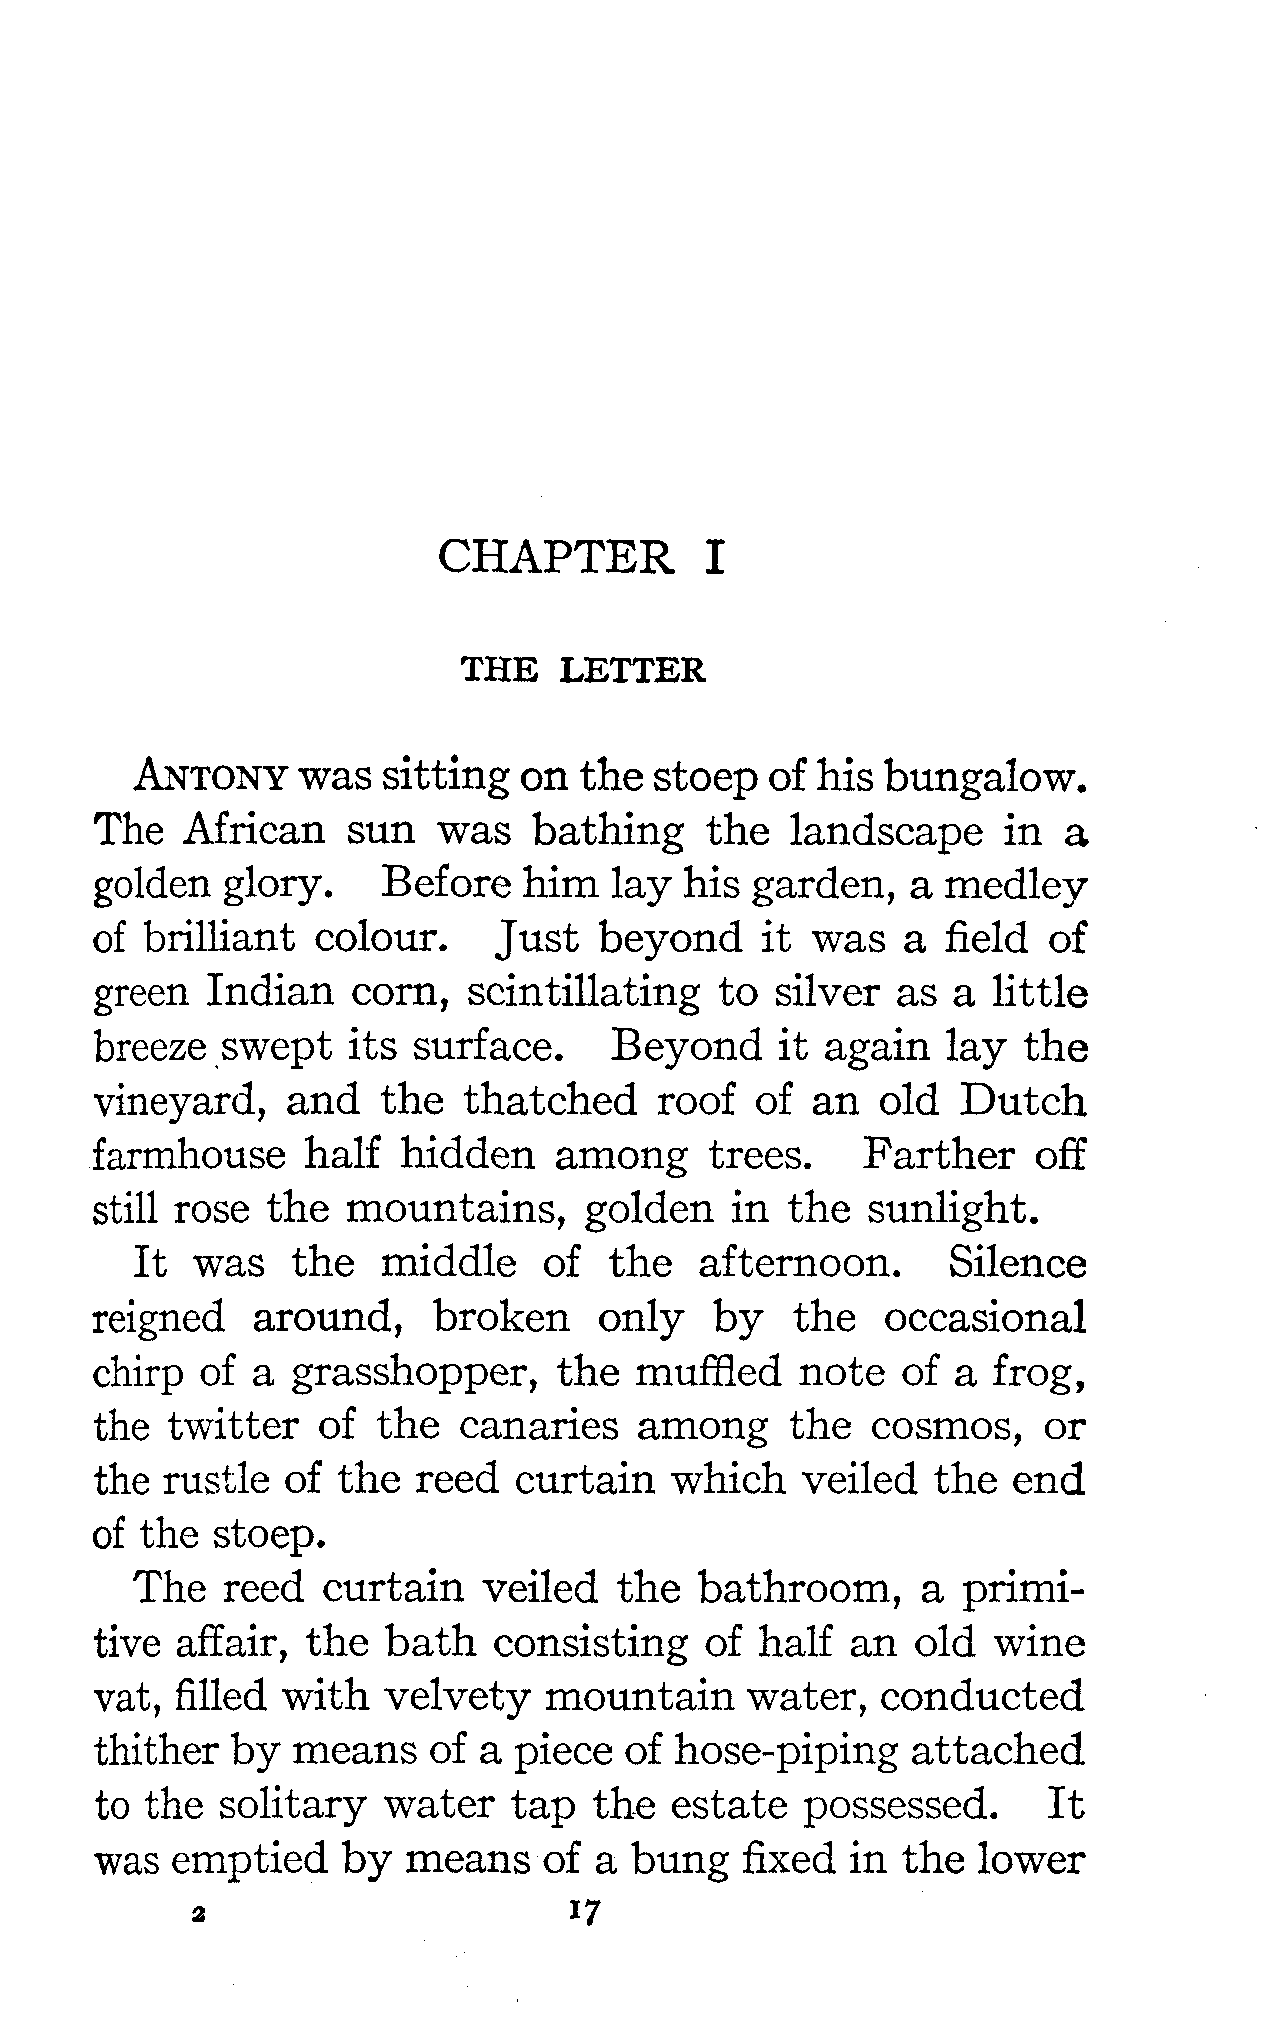 CHAPTER I
THE LETTER
ANTONY was sitting on the stoep of his bungalow.
The African sun was bathing the landscape in a
golden glory. Before him lay his garden, a medley
of brilliant colour. Just beyond it was a field of
green Indian corn, scintillating to silver as a little
breeze swept its surface. Beyond it again lay the
vineyard, and the thatched roof of an old Dutch
farmhouse half hidden among trees. Farther off
still rose the mountains, golden in the sunlight.
It was the middle of the afternoon. Silence
reigned around, broken only by the occasional
chirp of a grasshopper, the muffled note of a frog,
the twitter of the canaries among the cosmos, or
the rustle of the reed curtain which veiled the end
of the stoep.
The reed curtain veiled the bathroom, a primi-
tive affair, the bath consisting of half an old wine
vat, filled with velvety mountain water, conducted
thither by means of a piece of hose-piping attached
to the solitary water tap the estate possessed. It
was emptied by means of a bung fixed in the lower
2 17